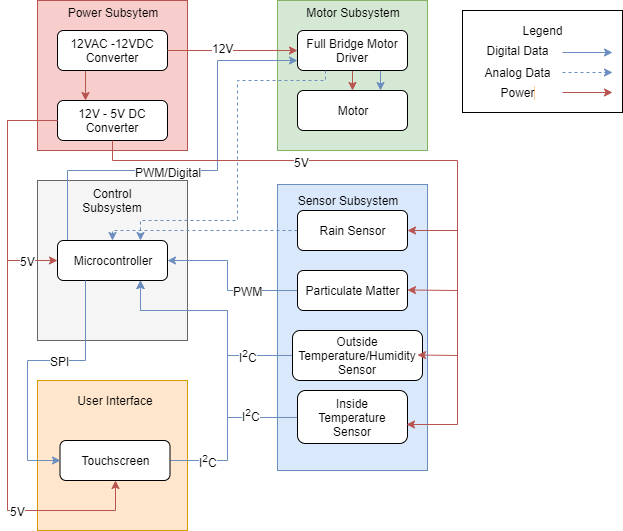 Power Subsytem
12VAC -12VDC
Converter
12V - 5V DC
Converter
12V
Motor Subsystem
Full Bridge Motor
Driver
Motor
Legend
Digital Data
Analog Data
Power
5V
PWM/Digital
Control
Subsystem
Microcontroller
5V
Sensor Subsystem
Rain Sensor
Particulate Matter
PWM
Outside
Temperature/Humidity
Sensor
I²C
Inside
Temperature
Sensor
I²C
SPI
User Interface
Touchscreen
I²C
5V